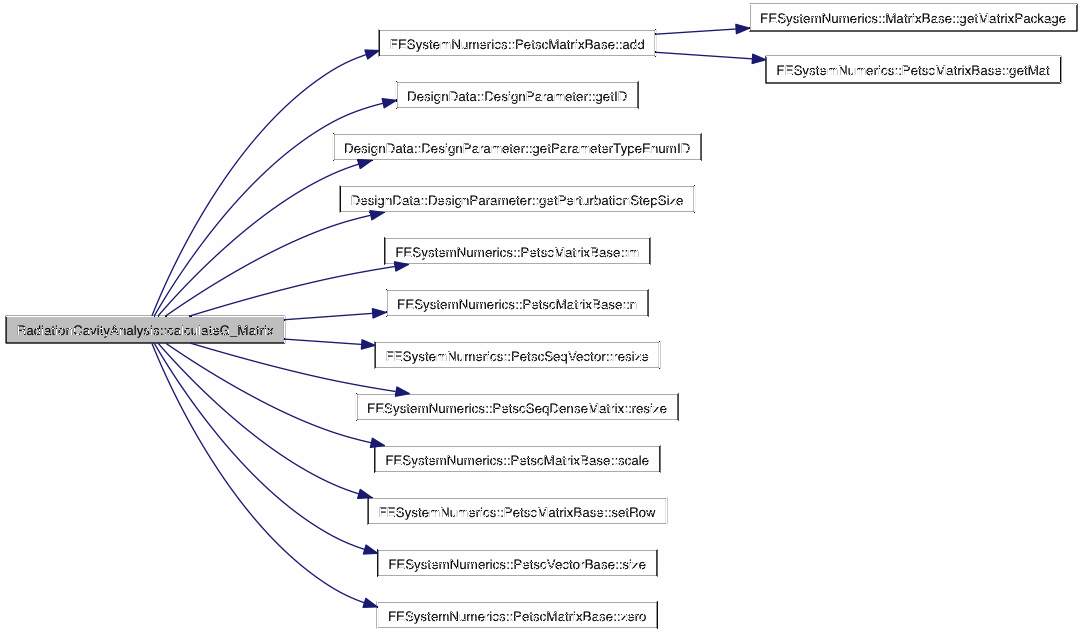 FESystemNumerics::MatrixBase::getMatrixPackage
FESystemNumerics::PetscMatrixBase::add
FESystemNumerics::PetscMatrixBase::getMat
DesignData::DesignParameter::getID
DesignData::DesignParameter::getParameterTypeEnumID
DesignData::DesignParameter::getPerturbationStepSize
FESystemNumerics::PetscMatrixBase::m
FESystemNumerics::PetscMatrixBase::n
RadiationCavityAnalysis::calculateG_Matrix
FESystemNumerics::PetscSeqVector::resize
FESystemNumerics::PetscSeqDenseMatrix::resize
FESystemNumerics::PetscMatrixBase::scale
FESystemNumerics::PetscMatrixBase::setRow
FESystemNumerics::PetscVectorBase::size
FESystemNumerics::PetscMatrixBase::zero